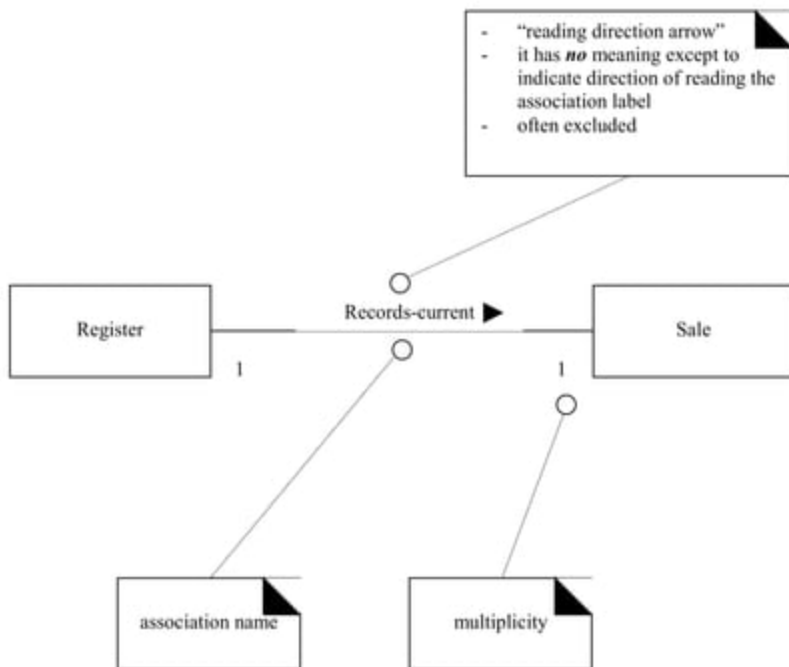 - “reading direction arrow”
- it has no meaning except to
indicate direction of reading the
association label
- often excluded
Records-current ▶
Register
Sale
1
1
association name
multiplicity